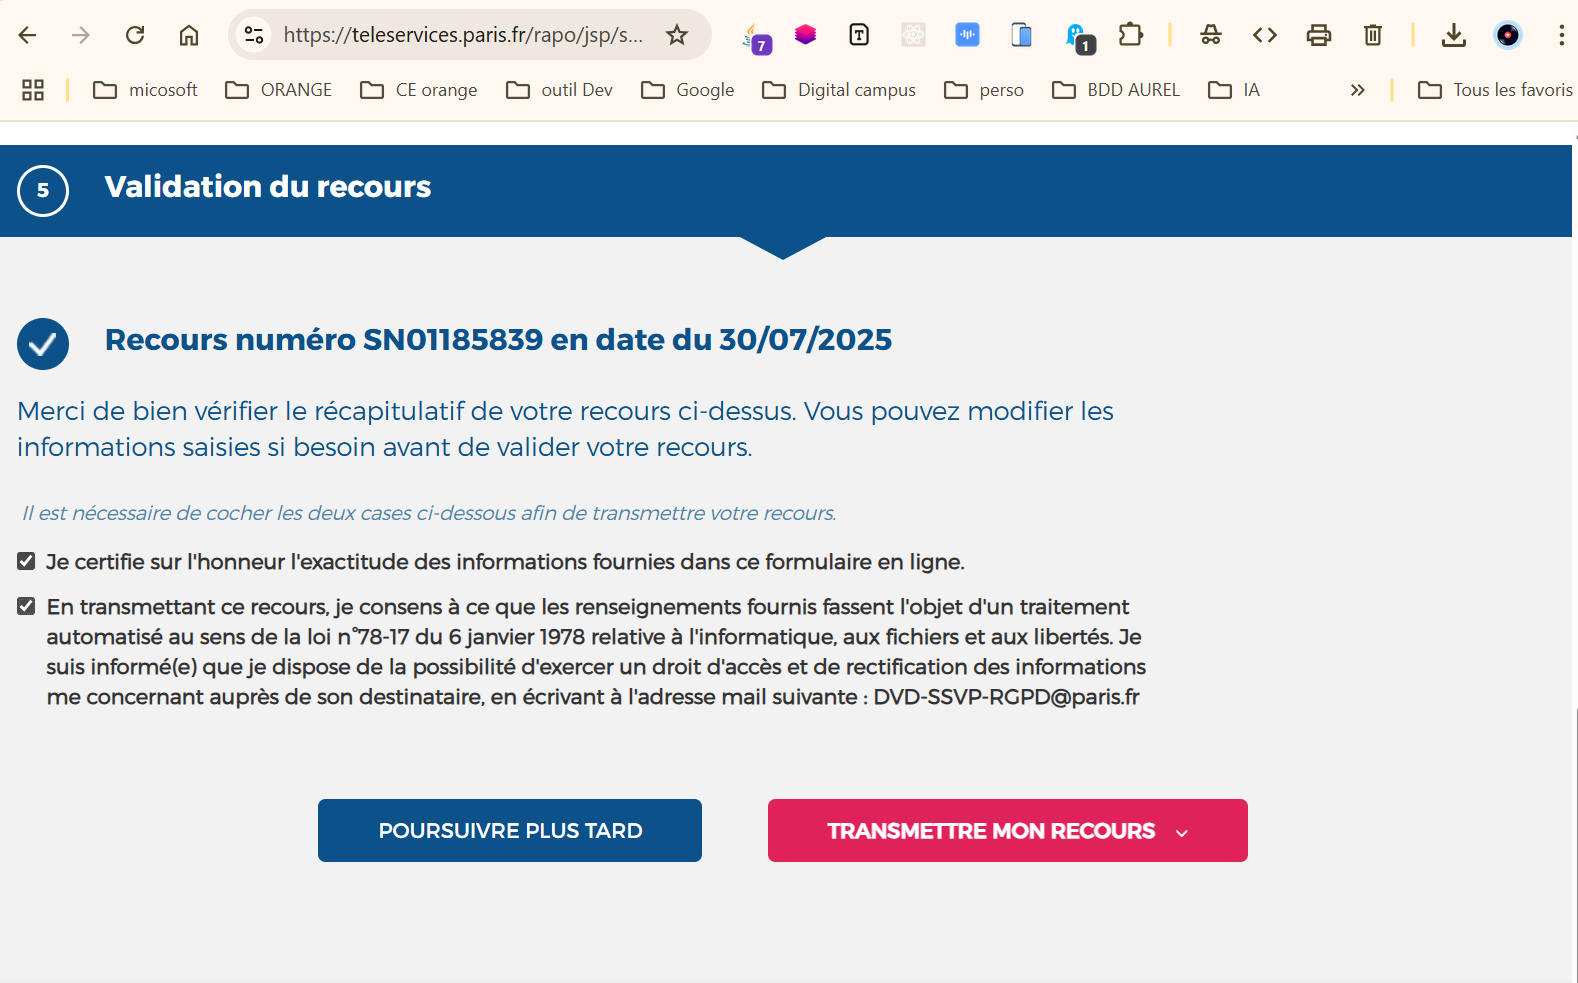 https://teleservices.paris.fr/rapo/jsp/s...
7
T
1
micosoft
ORANGE
CE orange
outil Dev
Google
Digital campus
perso
BDD AUREL
IA
Tous les favoris
5
Validation du recours
Recours numéro SN01185839 en date du 30/07/2025
Merci de bien vérifier le récapitulatif de votre recours ci-dessus. Vous pouvez modifier les
informations saisies si besoin avant de valider votre recours.
Il est nécessaire de cocher les deux cases ci-dessous afin de transmettre votre recours.
Je certifie sur l'honneur l'exactitude des informations fournies dans ce formulaire en ligne.
En transmettant ce recours, je consens à ce que les renseignements fournis fassent l'objet d'un traitement
automatisé au sens de la loi n°78-17 du 6 janvier 1978 relative à l'informatique, aux fichiers et aux libertés. Je
suis informé(e) que je dispose de la possibilité d'exercer un droit d'accès et de rectification des informations
me concernant auprès de son destinataire, en écrivant à l'adresse mail suivante : DVD-SSVP-RGPD@paris.fr
POURSUIVRE PLUS TARD
TRANSMETTRE MON RECOURS